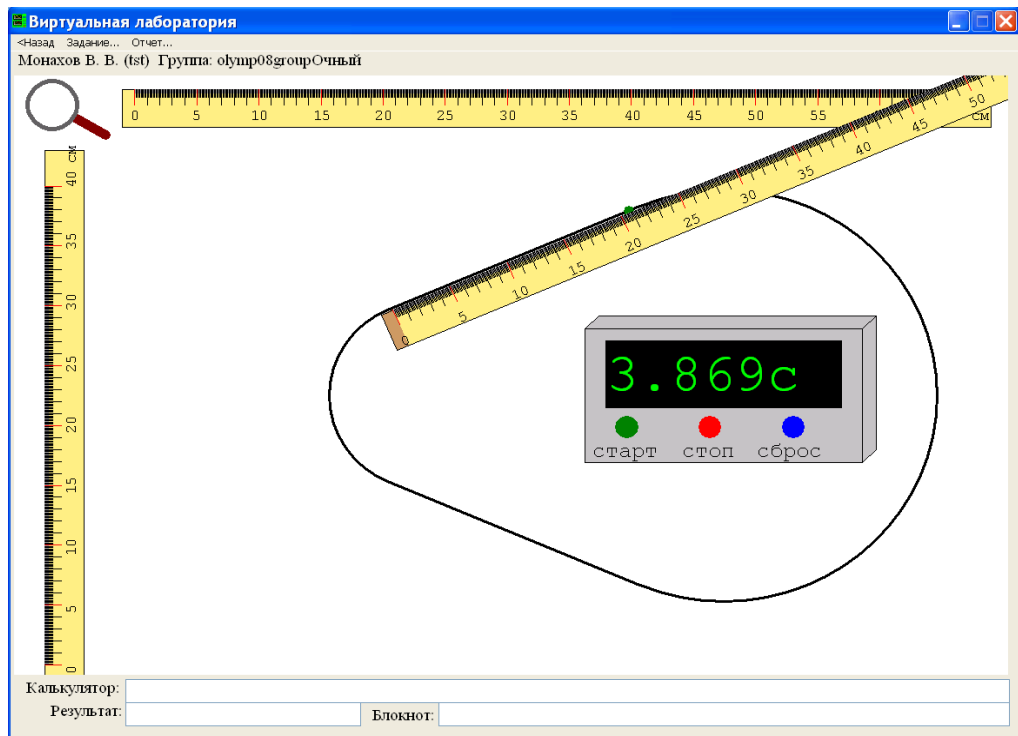 Виртуальная лаборатория
<Назад Задание... Отчет...
Монахов В. В. (tst) Группа: olymp08groupОчный
0 5 10 15 20 25 30 35 40 45 50 55 см
0 5 10 15 20 25 30 35 40 45 50
40 см
35
30
25
20
15
10
5
0
3.869с
старт стоп сброс
Калькулятор:
Результат: Блокнот: